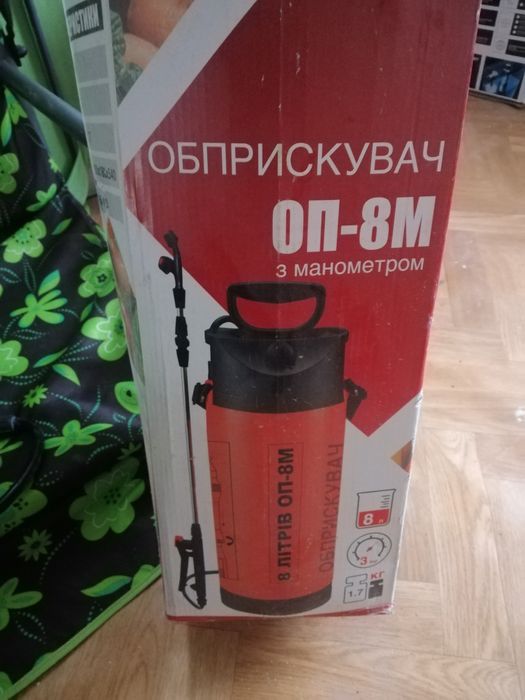 ОБПРИСКУВАЧ
ОП-8М
з манометром
8 ЛІТРІВ ОП-8М
ОБПРИСКУВАЧ
8 л
3
1.7 КГ